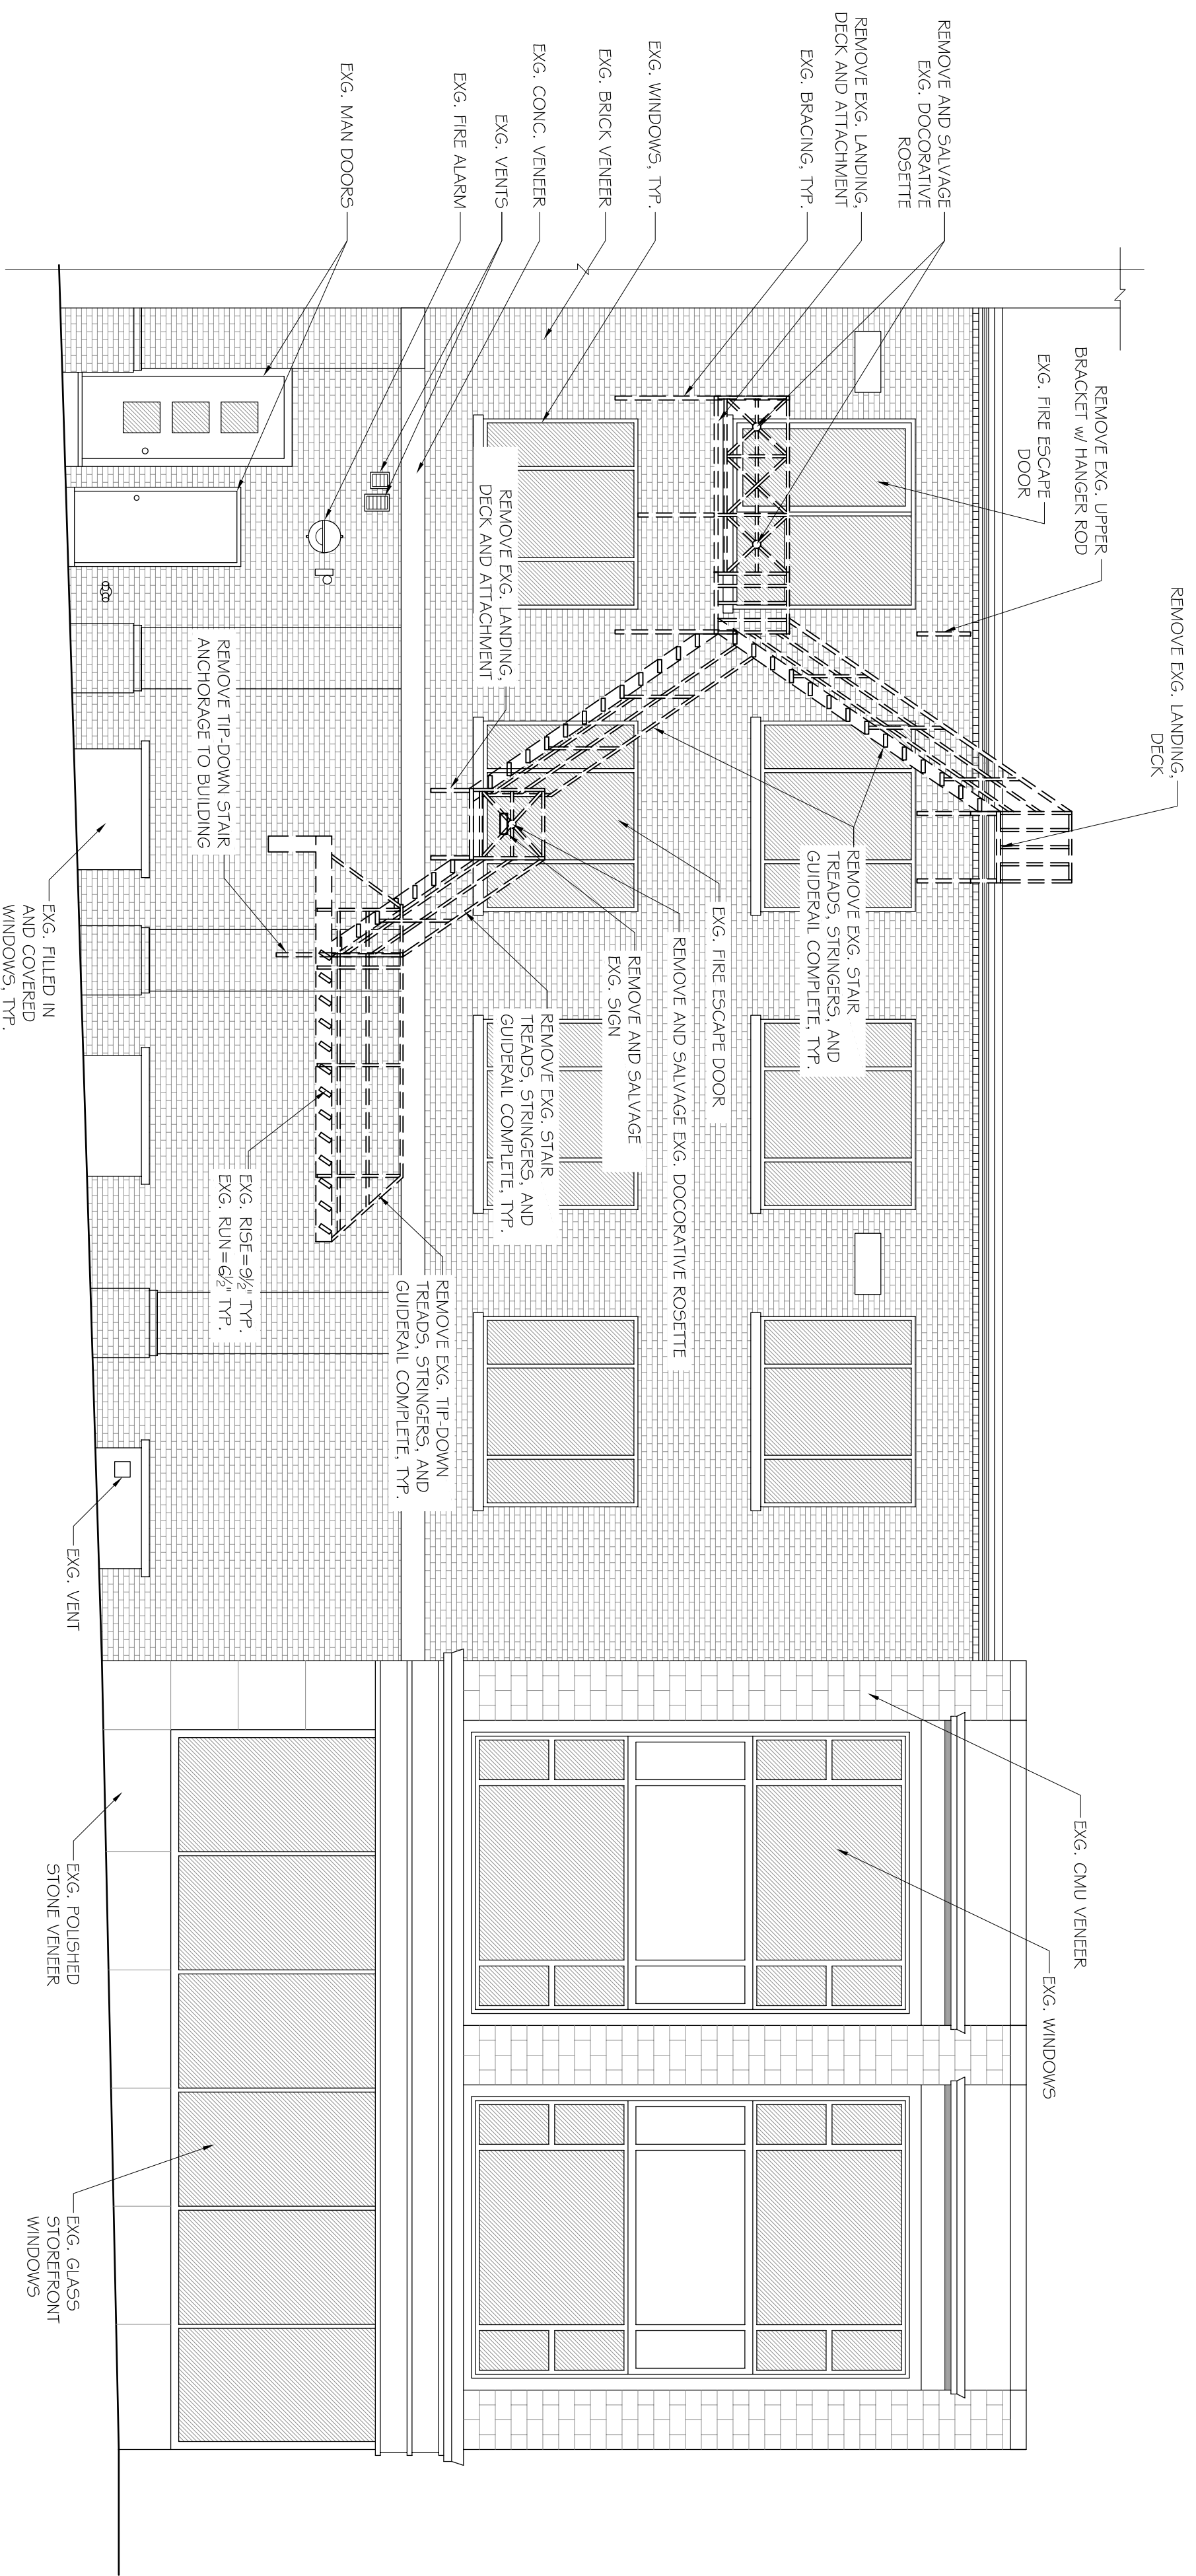 REMOVE AND SALVAGE
EXG. DOCORATIVE
ROSETTE
REMOVE EXG. LANDING,
DECK AND ATTACHMENT
EXG. BRACING, TYP.
EXG. WINDOWS, TYP.
EXG. BRICK VENEER
EXG. CONC. VENEER
EXG. VENTS
EXG. FIRE ALARM
EXG. MAN DOORS
REMOVE EXG. LANDING,
DECK
REMOVE EXG. UPPER
BRACKET w/ HANGER ROD
EXG. FIRE ESCAPE
DOOR
REMOVE EXG. STAIR
TREADS, STRINGERS, AND
GUIDERAIL COMPLETE, TYP.
EXG. FIRE ESCAPE DOOR
REMOVE AND SALVAGE EXG. DOCORATIVE ROSETTE
REMOVE AND SALVAGE
EXG. SIGN
REMOVE EXG. STAIR
TREADS, STRINGERS, AND
GUIDERAIL COMPLETE, TYP.
REMOVE EXG. LANDING,
DECK AND ATTACHMENT
REMOVE EXG. TIP-DOWN
TREADS, STRINGERS, AND
GUIDERAIL COMPLETE, TYP.
REMOVE TIP-DOWN STAIR
ANCHORAGE TO BUILDING
EXG. RISE=9½" TYP.
EXG. RUN=6½" TYP.
EXG. FILLED IN
AND COVERED
WINDOWS, TYP.
EXG. VENT
EXG. CMU VENEER
EXG. WINDOWS
EXG. POLISHED
STONE VENEER
EXG. GLASS
STOREFRONT
WINDOWS